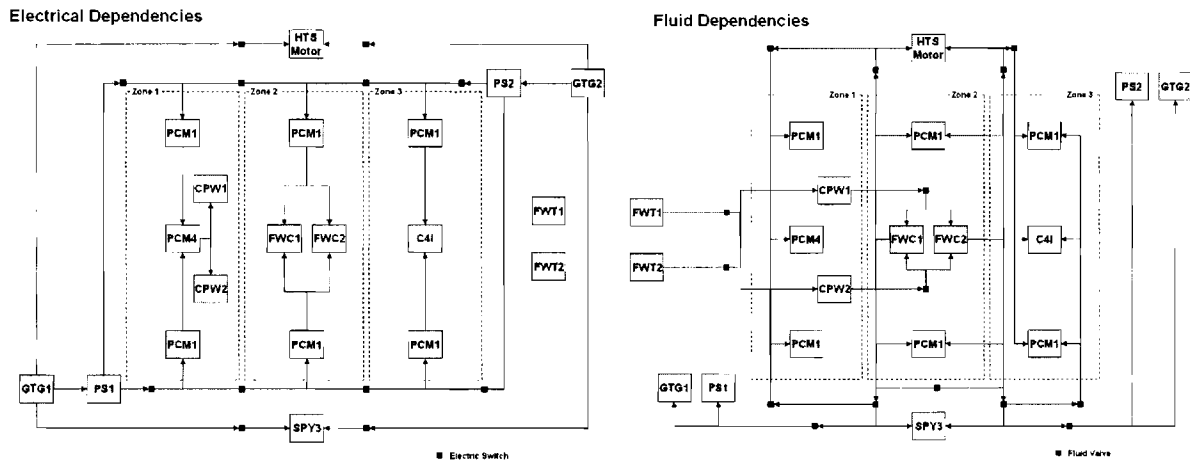 Electrical Dependencies
HTS
Motor
PS2
GTG2
Zone 1
Zone 2
Zone 3
PCM1
PCM1
PCM1
CPW1
FWT1
PCM4
FWC1
FWC2
C4I
FWT2
CPW2
PCM1
PCM1
PCM1
GTG1
PS1
SPY3
Electric Switch
Fluid Dependencies
HTS
Motor
PS2
GTG2
Zone 1
Zone 2
Zone 3
PCM1
PCM1
PCM1
CPW1
FWT1
PCM4
FWC1
FWC2
C4I
FWT2
CPW2
PCM1
PCM1
PCM1
GTG1
PS1
SPY3
Fluid Valve